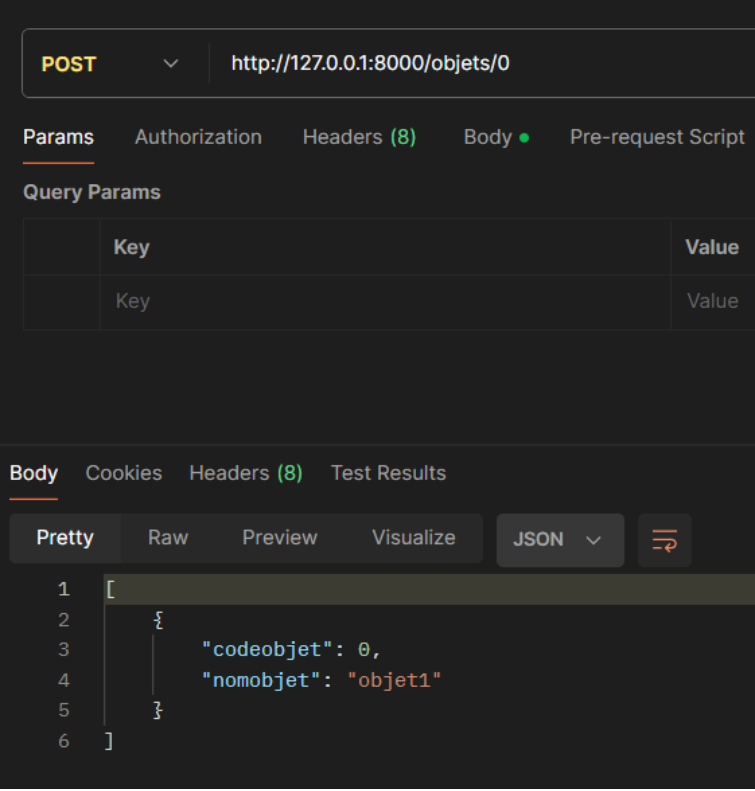 POST http://127.0.0.1:8000/objets/0
Params Authorization Headers (8) Body Pre-request Script
Query Params
Key Value
Key Value
Body Cookies Headers (8) Test Results
Pretty Raw Preview Visualize JSON
1 [
2 {
3 "codeobjet": 0,
4 "nomobjet": "objet1"
5 }
6 ]